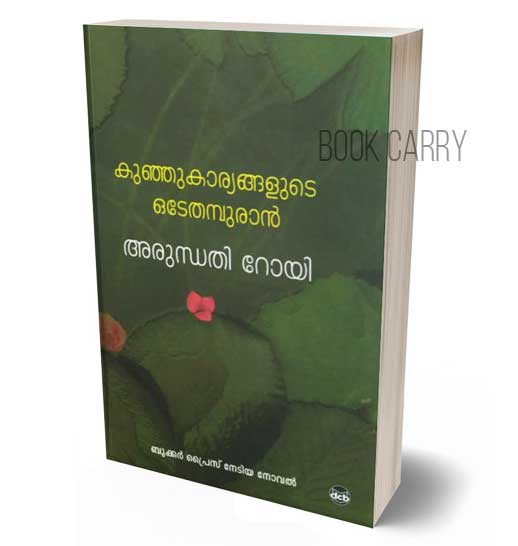 BOOK CARRY
കുഞ്ഞുകാര്യങ്ങളുടെ
ഒടേതമ്പുരാൻ
അരുന്ധതി റോയി
ബുക്കർ പ്രൈസ് നേടിയ നോവൽ
dcb